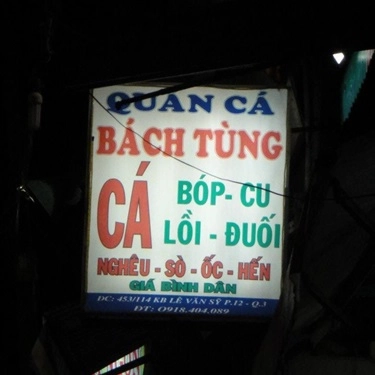 QUÁN CÁ
BÁCH TÙNG
CÁ BÓP - CU
LỒI - ĐUỐI
NGHÊU - SÒ - ỐC - HẾN
GIÁ BÌNH DÂN
DC: 453/114 KB LÊ VĂN SỸ P.12 - Q.3
ĐT: 0918.404.089